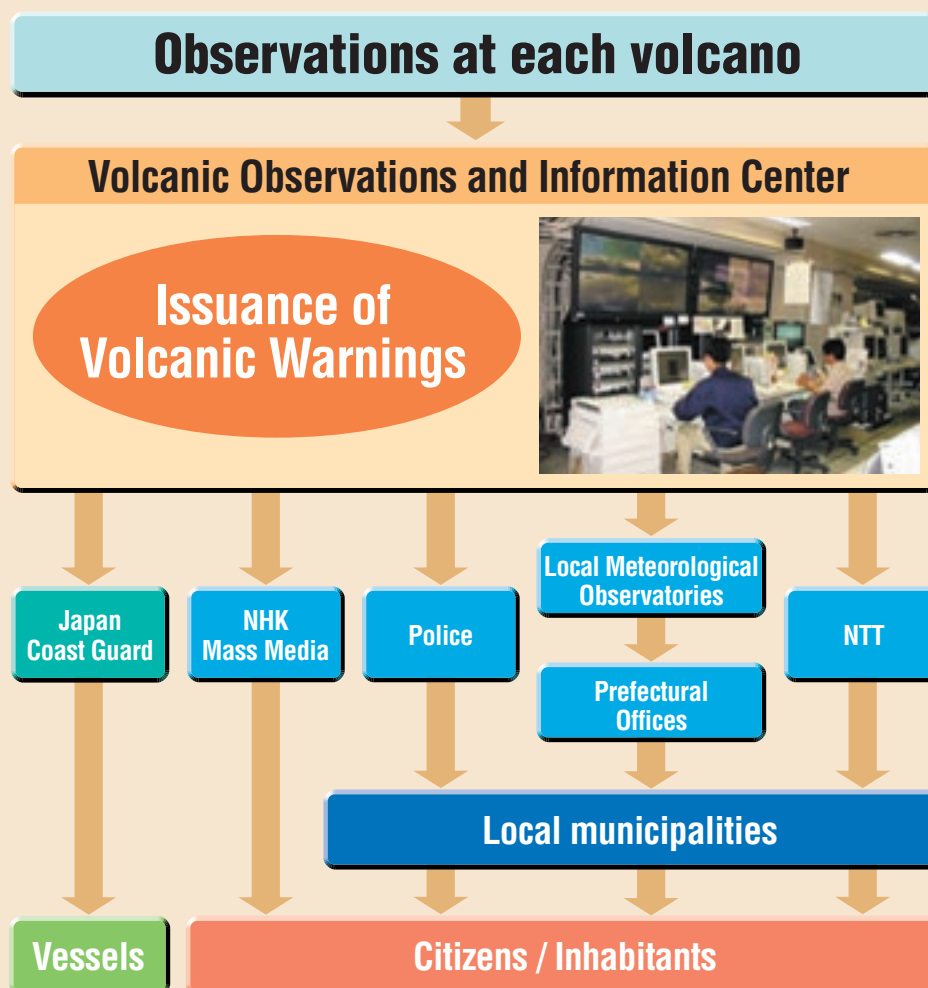 Observations at each volcano
Volcanic Observations and Information Center
Issuance of
Volcanic Warnings
Japan
Coast Guard
NHK
Mass Media
Police
Local Meteorological
Observatories
Prefectural
Offices
NTT
Local municipalities
Vessels
Citizens / Inhabitants